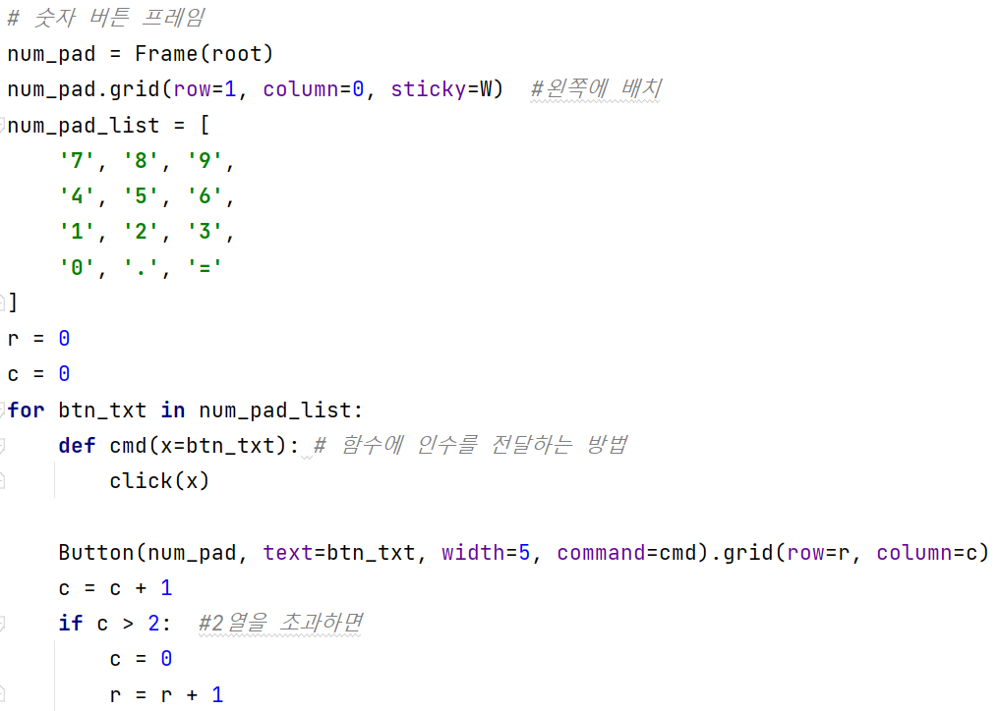 # 숫자 버튼 프레임
num_pad = Frame(root)
num_pad.grid(row=1, column=0, sticky=W)  #왼쪽에 배치
num_pad_list = [
    '7', '8', '9',
    '4', '5', '6',
    '1', '2', '3',
    '0', '.', '='
]
r = 0
c = 0
for btn_txt in num_pad_list:
    def cmd(x=btn_txt): # 함수에 인수를 전달하는 방법
        click(x)

    Button(num_pad, text=btn_txt, width=5, command=cmd).grid(row=r, column=c)
    c = c + 1
    if c > 2:  #2열을 초과하면
        c = 0
        r = r + 1